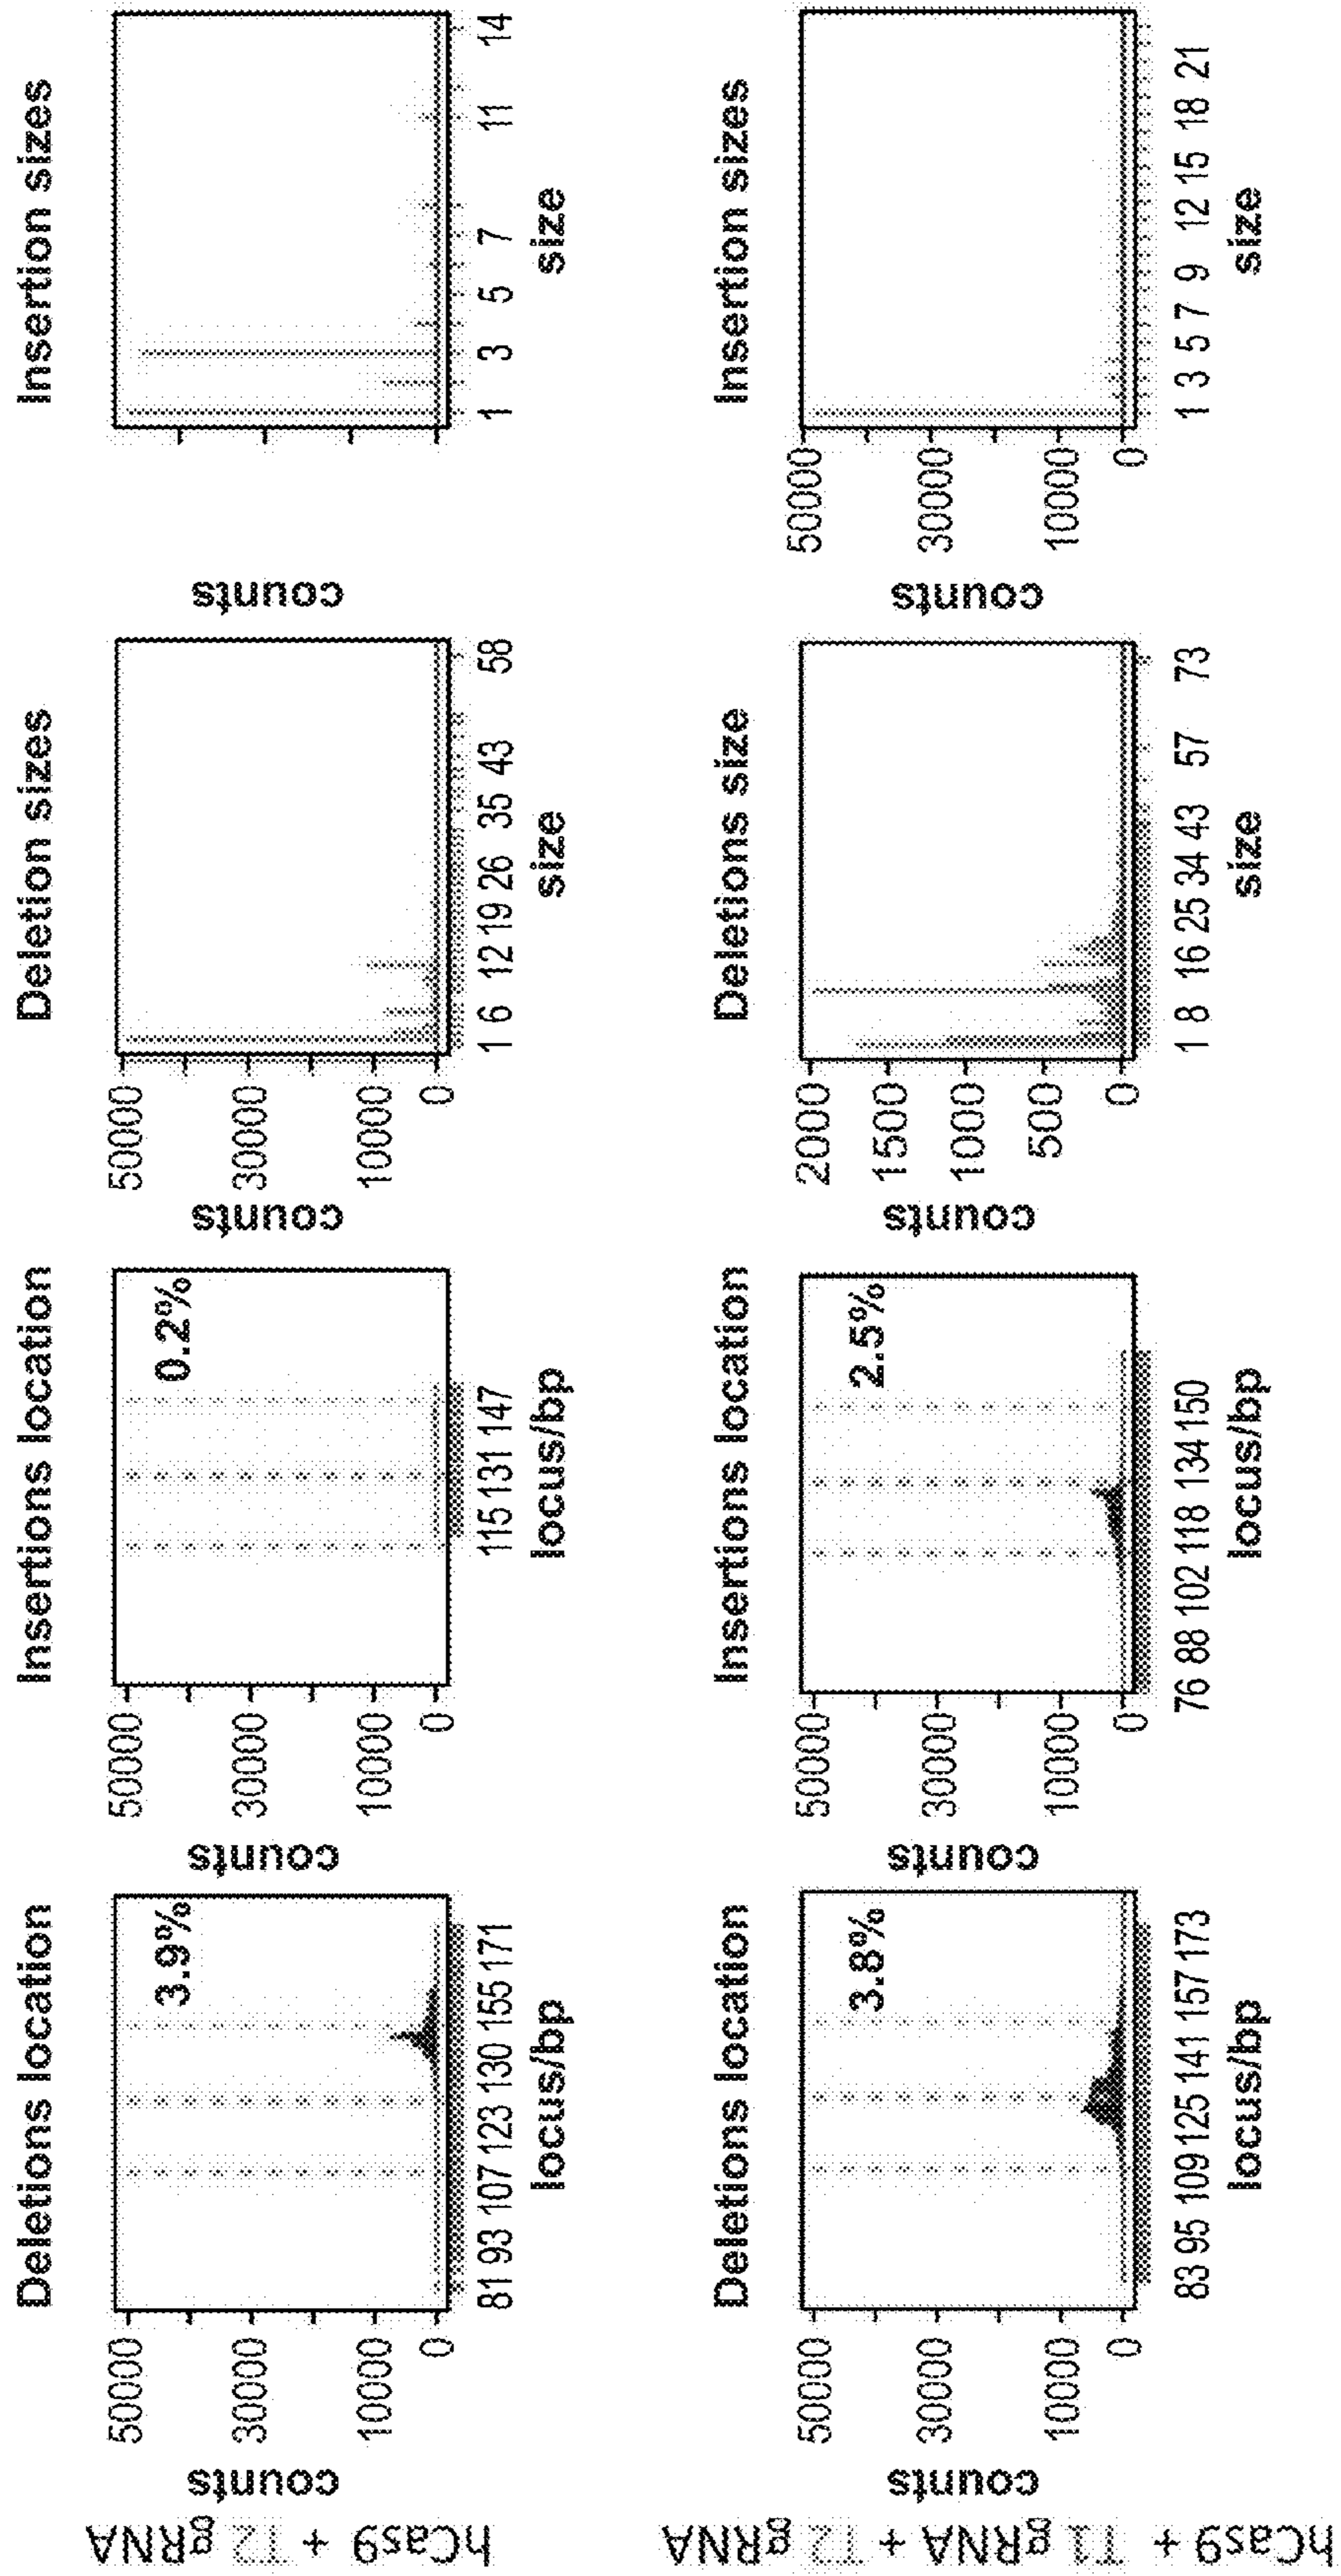 hCas9 + T2 gRNA
Deletions location
counts
50000
30000
10000
0
3.9%
81 93 107 123 130 155 171
locus/bp
Insertions location
counts
50000
30000
10000
0
0.2%
115 131 147
locus/bp
Deletion sizes
counts
50000
30000
10000
0
1 6 12 19 26 35 43 58
size
Insertion sizes
counts
1 3 5 7 11 14
size
hCas9 + T1 gRNA + T2 gRNA
Deletions location
counts
50000
30000
10000
0
3.8%
83 95 109 125 141 157 173
locus/bp
Insertions location
counts
50000
30000
10000
0
2.5%
76 88 102 118 134 150
locus/bp
Deletions size
counts
2000
1500
1000
500
0
1 8 16 25 34 43 57 73
size
Insertion sizes
counts
50000
30000
10000
0
1 3 5 7 9 12 15 18 21
size